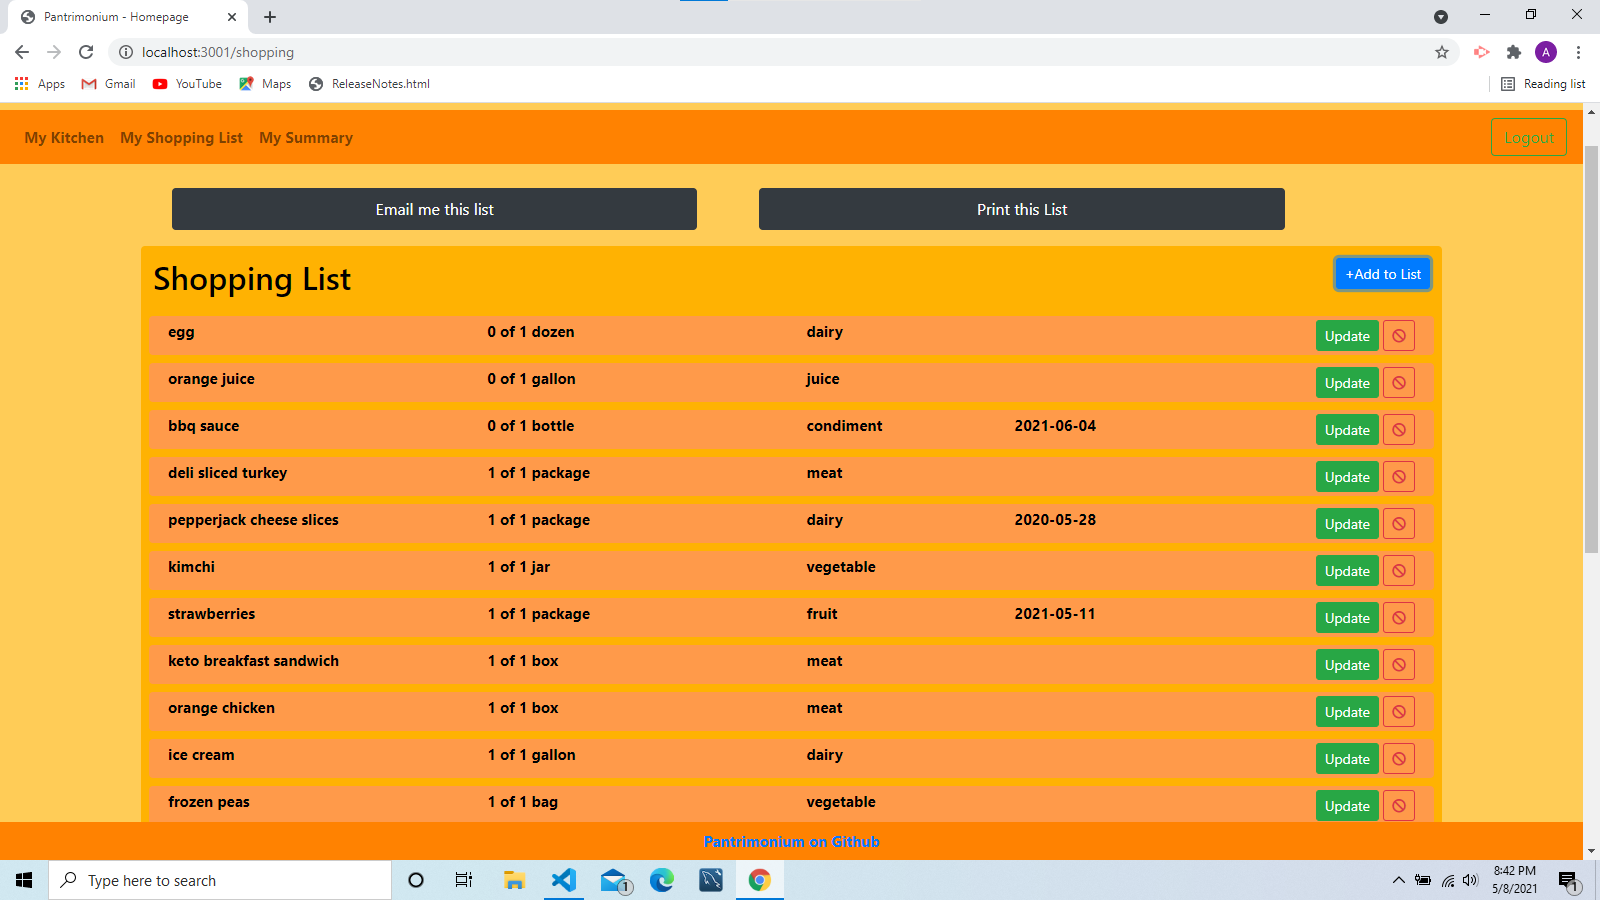 Pantrimonium - Homepage
localhost:3001/shopping
A
Apps Gmail YouTube Maps ReleaseNotes.html Reading list
My Kitchen My Shopping List My Summary Logout
Email me this list Print this List
Shopping List +Add to List
egg 0 of 1 dozen dairy Update
orange juice 0 of 1 gallon juice Update
bbq sauce 0 of 1 bottle condiment 2021-06-04 Update
deli sliced turkey 1 of 1 package meat Update
pepperjack cheese slices 1 of 1 package dairy 2020-05-28 Update
kimchi 1 of 1 jar vegetable Update
strawberries 1 of 1 package fruit 2021-05-11 Update
keto breakfast sandwich 1 of 1 box meat Update
orange chicken 1 of 1 box meat Update
ice cream 1 of 1 gallon dairy Update
frozen peas 1 of 1 bag vegetable Update
Pantrimonium on Github
Type here to search 1 8:42 PM 1
5/8/2021